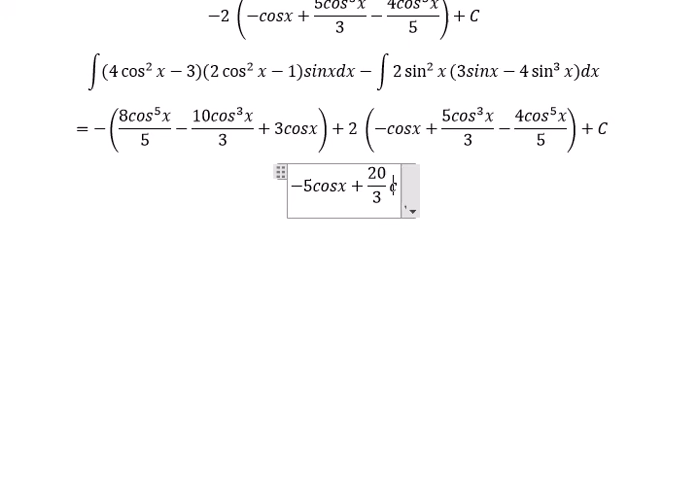 −2 (−cosx + 5cos³x/3 − 4cos⁵x/5) + C
∫(4 cos² x − 3)(2 cos² x − 1)sinxdx − ∫ 2 sin² x (3sinx − 4 sin³ x)dx
= −(8cos⁵x/5 − 10cos³x/3 + 3cosx) + 2 (−cosx + 5cos³x/3 − 4cos⁵x/5) + C
−5cosx + 20/3 c